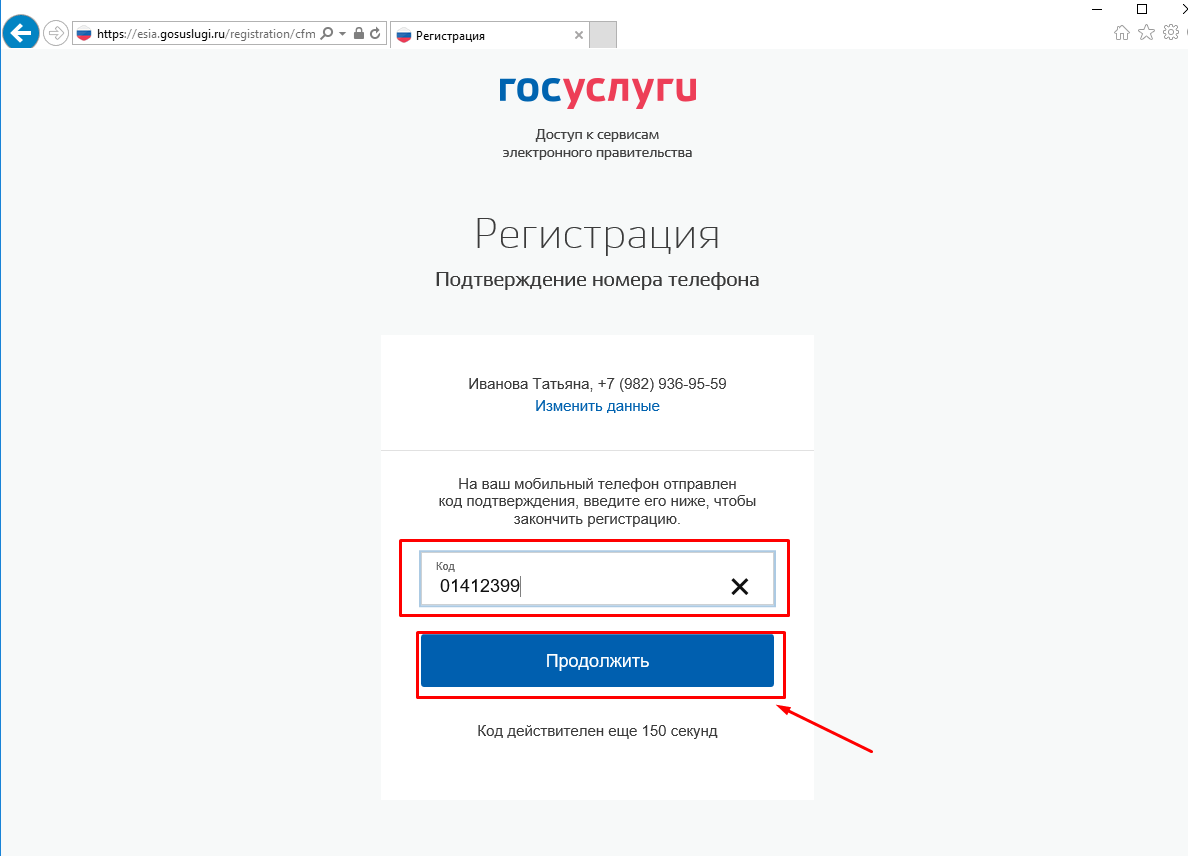 https://esia.gosuslugi.ru/registration/cfm
Регистрация
госуслуги
Доступ к сервисам
электронного правительства
Регистрация
Подтверждение номера телефона
Иванова Татьяна, +7 (982) 936-95-59
Изменить данные
На ваш мобильный телефон отправлен
код подтверждения, введите его ниже, чтобы
закончить регистрацию.
Код
01412399
Продолжить
Код действителен еще 150 секунд